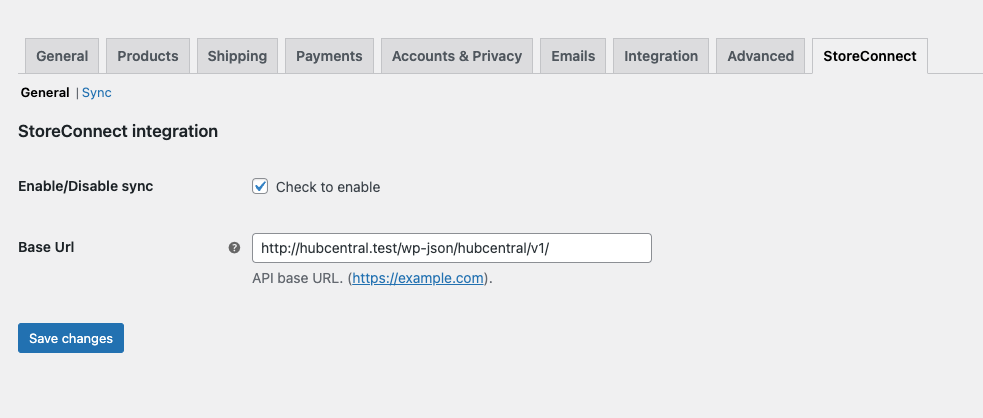 General Products Shipping Payments Accounts & Privacy Emails Integration Advanced StoreConnect
General | Sync
StoreConnect integration
Enable/Disable sync Check to enable
Base Url ? http://hubcentral.test/wp-json/hubcentral/v1/
API base URL. (https://example.com).
Save changes